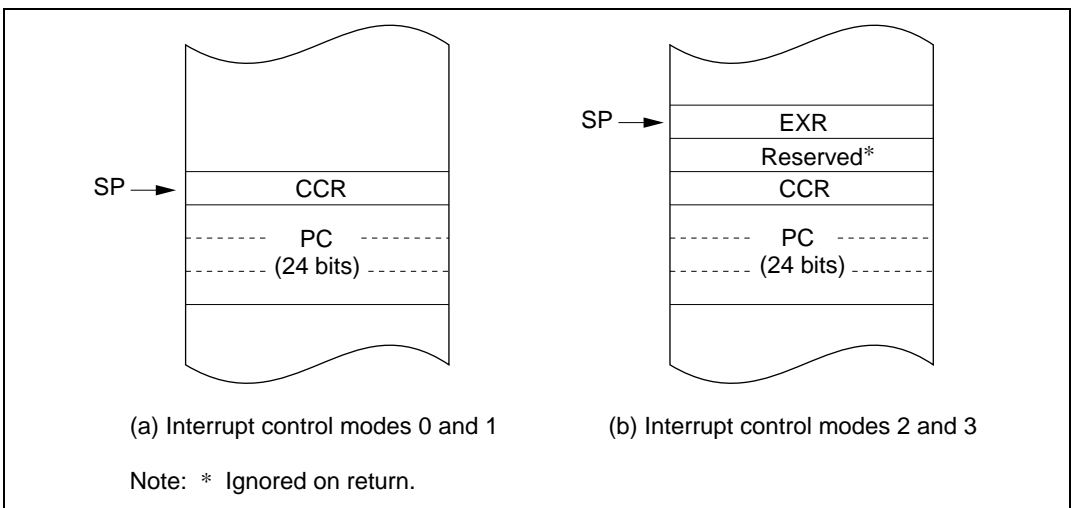 SP
CCR
PC
(24 bits)
(a) Interrupt control modes 0 and 1
SP
EXR
Reserved*
CCR
PC
(24 bits)
(b) Interrupt control modes 2 and 3
Note: * Ignored on return.